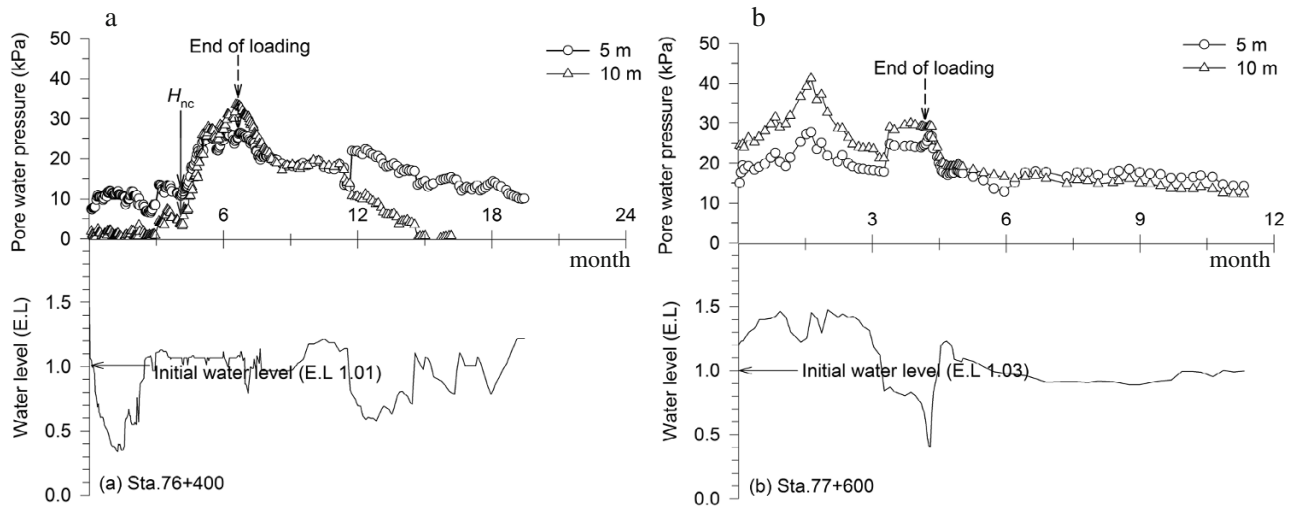 a
Pore water pressure (kPa)
50
40
30
20
10
0
End of loading
Hnc
5 m
10 m
6
12
18
24
month
Water level (E.L)
1.5
1.0
0.5
0.0
Initial water level (E.L 1.01)
(a) Sta.76+400
b
Pore water pressure (kPa)
50
40
30
20
10
0
End of loading
5 m
10 m
3
6
9
12
month
Water level (E.L)
1.5
1.0
0.5
0.0
Initial water level (E.L 1.03)
(b) Sta.77+600